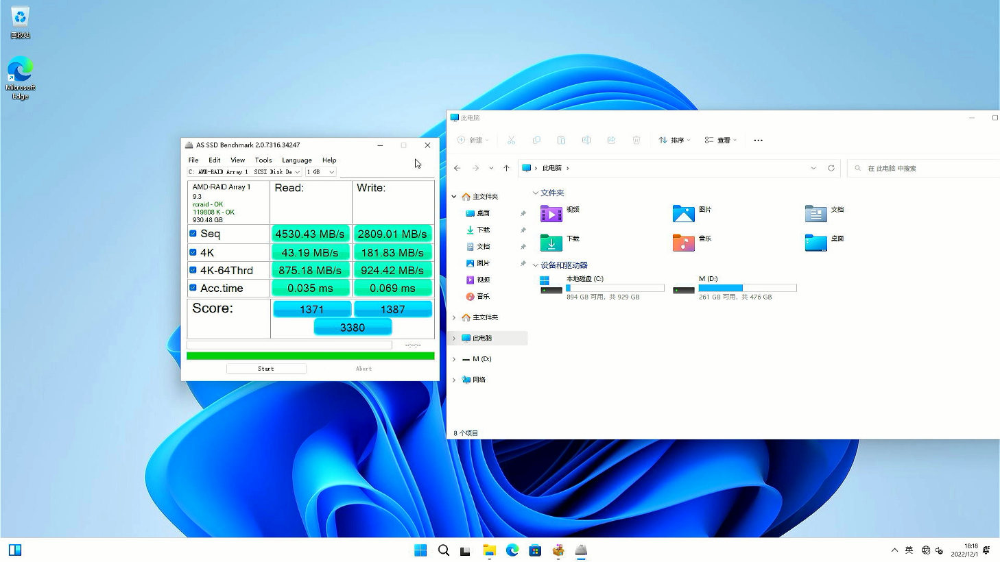 回收站
Microsoft
Edge
AS SSD Benchmark 2.0.7316.34247
File Edit View Tools Language Help
C: AMD-RAID Array 1 SCSI Disk De 1 GB
AMD-RAID Array 1
9.3
rcraid - OK
119808 K - OK
930.48 GB
Read: Write:
Seq 4530.43 MB/s 2809.01 MB/s
4K 43.19 MB/s 181.83 MB/s
4K-64Thrd 875.18 MB/s 924.42 MB/s
Acc.time 0.035 ms 0.069 ms
Score: 1371 1387
3380
--:--:--
Start Abort
此电脑
新建 排序 查看
此电脑 在 此电脑 中搜索
主文件夹
桌面
下载
文档
图片
视频
音乐
主文件夹
此电脑
M (D:)
网络
文件夹
视频 图片 文档
下载 音乐 桌面
设备和驱动器
本地磁盘 (C:)
894 GB 可用，共 929 GB
M (D:)
261 GB 可用，共 476 GB
8 个项目
英
18:18
2022/12/1